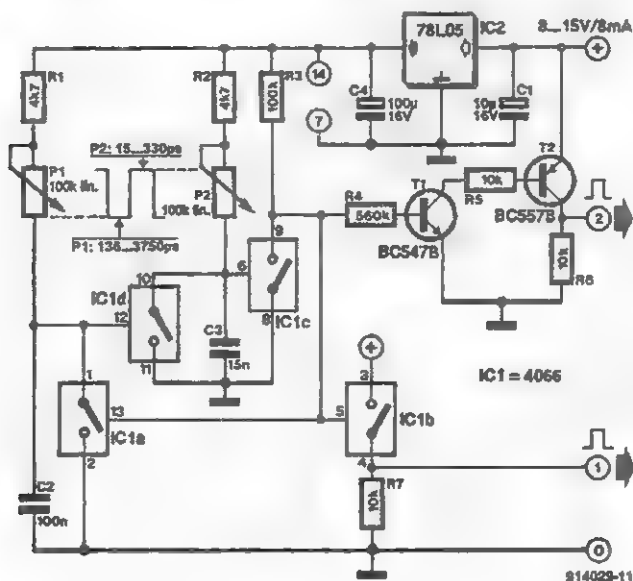 78L05
IC2
8...15V/8mA
+
R1
4k7
R2
4k7
R3
100k
14
7
C4
100µ
16V
C1
10µ
16V
P2: 15...330µs
P1
100k lin.
P2
100k lin.
P1: 136...3750µs
R4
560k
T1
BC547B
R5
10k
T2
BC557B
2
R6
10k
9
6
8
IC1c
10
12
11
IC1d
C3
15n
1
13
2
IC1a
+
3
5
4
IC1b
IC1 = 4066
1
R7
10k
C2
100n
0
914029-11